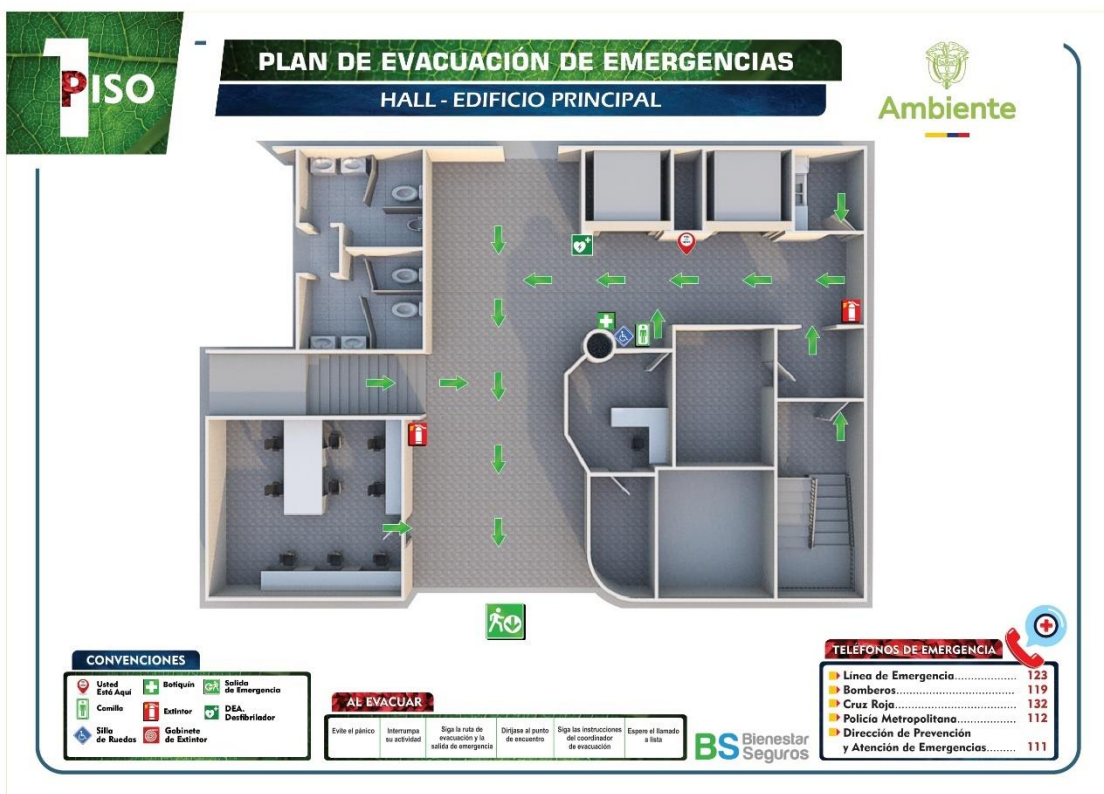 1 PISO
PLAN DE EVACUACIÓN DE EMERGENCIAS
HALL - EDIFICIO PRINCIPAL
Ambiente
CONVENCIONES
Usted
Está Aquí
Botiquín
Salida
de Emergencia
Camilla
Extintor
DEA.
Desfibrilador
Silla
de Ruedas
Gabinete
de Extintor
AL EVACUAR
Evite el pánico
Interrumpa
su actividad
Siga la ruta de
evacuación y la
salida de emergencia
Diríjase al punto
de encuentro
Siga las instrucciones
del coordinador
de evacuación
Espere el llamado
a lista
BS Bienestar
Seguros
TELÉFONOS DE EMERGENCIA
Línea de Emergencia................ 123
Bomberos.................................. 119
Cruz Roja.................................. 132
Policía Metropolitana................ 112
Dirección de Prevención
y Atención de Emergencias........ 111